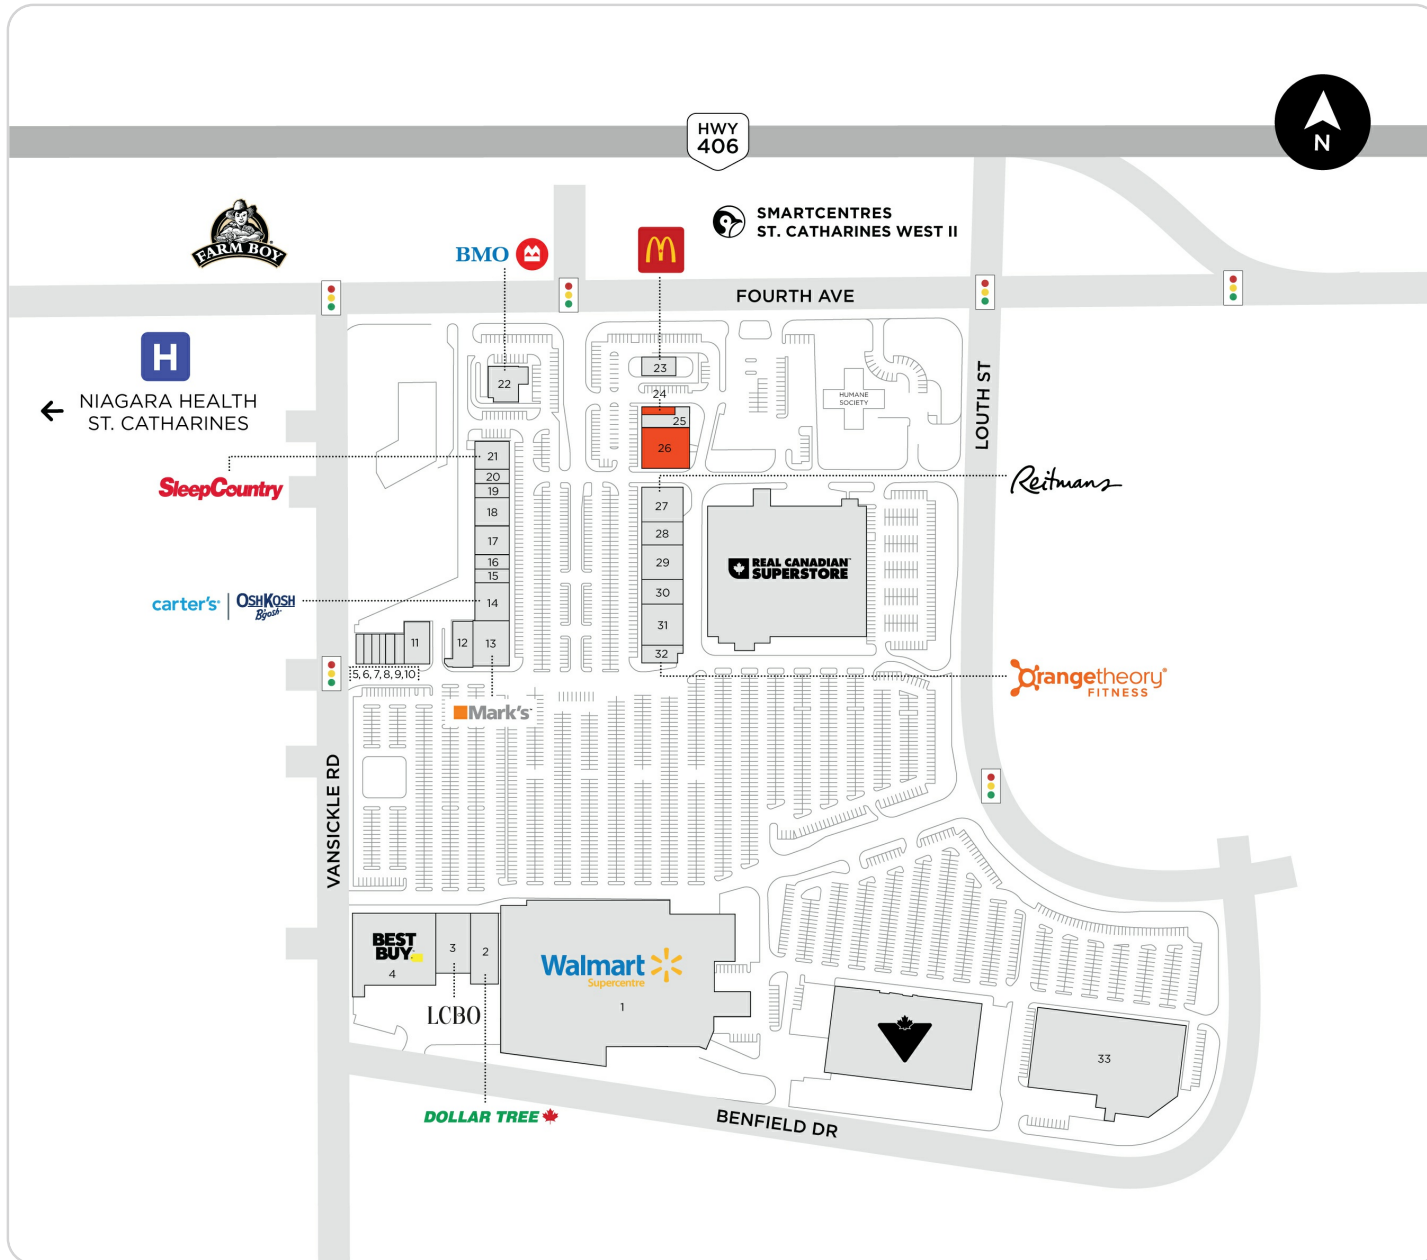 HWY
406
N
FARM BOY
SMARTCENTRES
ST. CATHARINES WEST II
BMO
FOURTH AVE
H
NIAGARA HEALTH
ST. CATHARINES
22
23
24
25
26
HUMANE
SOCIETY
LOUTH ST
SleepCountry
21
20
19
18
17
16
15
14
13
12
11
5, 6, 7, 8, 9, 10
carter's
OSHKOSH
B'gosh
Mark's
Reitmans
27
28
29
30
31
32
REAL CANADIAN
SUPERSTORE
Orangetheory®
FITNESS
VANSICKLE RD
BEST
BUY
4
3
2
LCBO
Walmart
Supercentre
1
33
DOLLAR TREE
BENFIELD DR